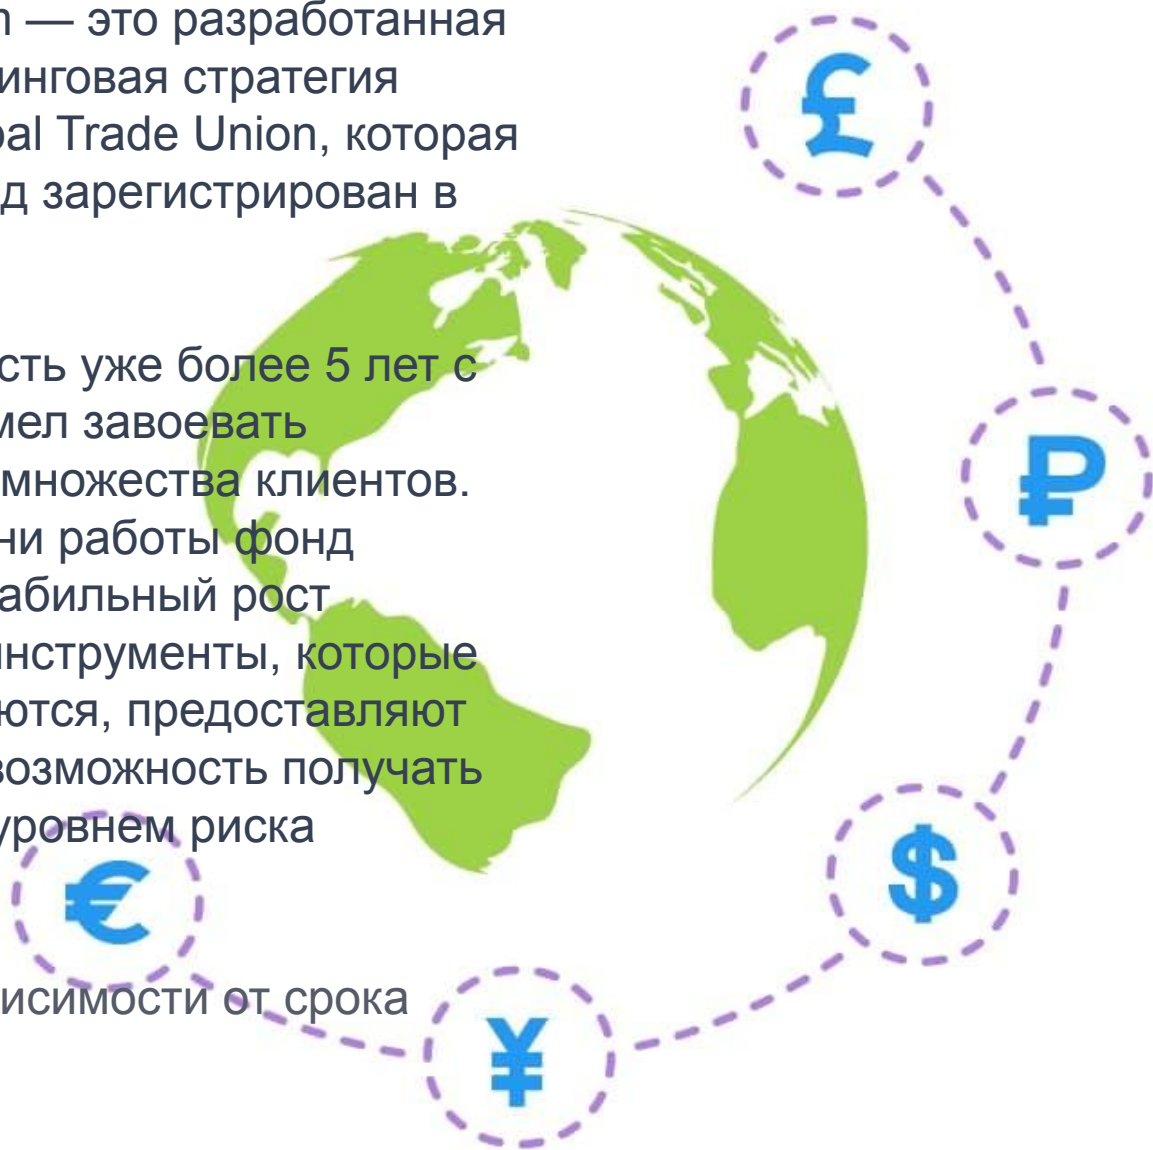 — это разработанная
инговая стратегия
bal Trade Union, которая
д зарегистрирован в
сть уже более 5 лет с
мел завоевать
множества клиентов.
ни работы фонд
абильный рост
инструменты, которые
ются, предоставляют
возможность получать
уровнем риска
исимости от срока
£
₽
$
€
¥